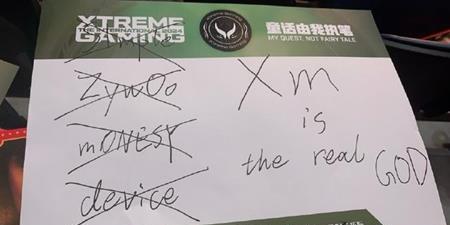 XTREME
THE INTERNATIONAL 2024
GAMING
童话由我执笔
MY QUEST, NOT FAIRY TALE
ZywOo
mONESY
device
Xm
is
the real GOD